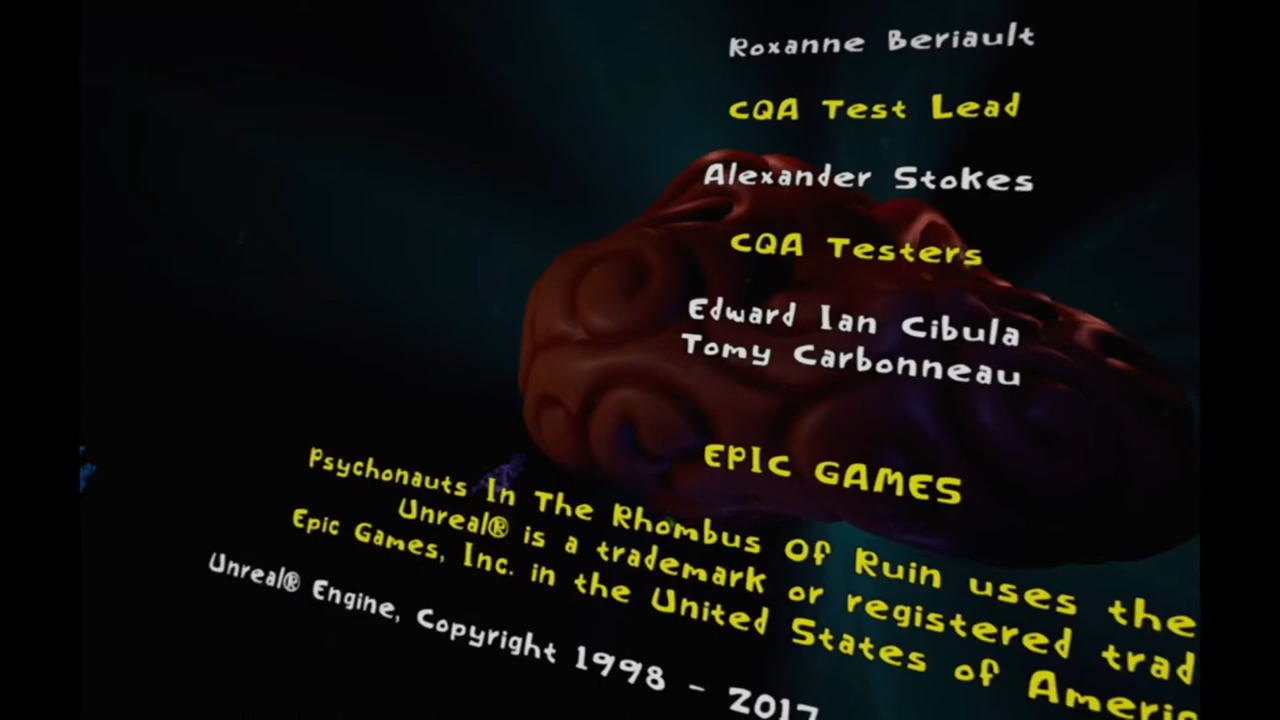 Roxanne Beriault
CQA Test Lead
Alexander Stokes
CQA Testers
Edward Ian Cibula
Tomy Carbonneau
EPIC GAMES
Psychonauts In The Rhombus Of Ruin uses the
Unreal® is a trademark or registered trad
Epic Games, Inc. in the United States of Ameri
Unreal® Engine, Copyright 1998 - 2017